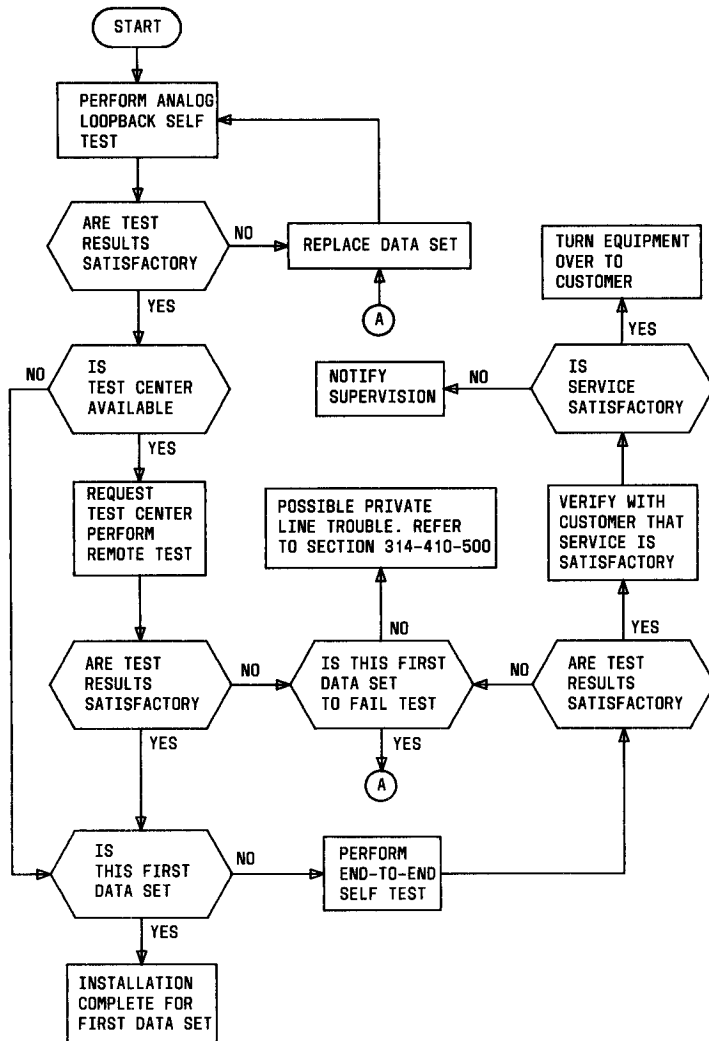 START
PERFORM ANALOG
LOOPBACK SELF
TEST
ARE TEST
RESULTS
SATISFACTORY
NO
REPLACE DATA SET
A
YES
IS
TEST CENTER
AVAILABLE
NO
YES
REQUEST
TEST CENTER
PERFORM
REMOTE TEST
ARE TEST
RESULTS
SATISFACTORY
NO
YES
IS THIS FIRST
DATA SET
TO FAIL TEST
NO
POSSIBLE PRIVATE
LINE TROUBLE. REFER
TO SECTION 314-410-500
YES
A
IS
THIS FIRST
DATA SET
NO
YES
INSTALLATION
COMPLETE FOR
FIRST DATA SET
PERFORM
END-TO-END
SELF TEST
ARE TEST
RESULTS
SATISFACTORY
NO
YES
VERIFY WITH
CUSTOMER THAT
SERVICE IS
SATISFACTORY
IS
SERVICE
SATISFACTORY
NO
NOTIFY
SUPERVISION
YES
TURN EQUIPMENT
OVER TO
CUSTOMER